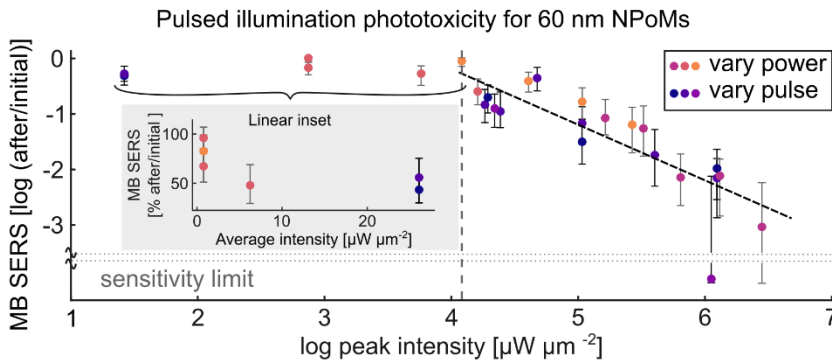 Pulsed illumination phototoxicity for 60 nm NPoMs
MB SERS [log (after/initial)]
0
-1
-2
-3
vary power
vary pulse
Linear inset
MB SERS
[% after/initial]
100
50
0
10
20
Average intensity [µW µm⁻²]
sensitivity limit
1
2
3
4
5
6
7
log peak intensity [µW µm ⁻²]